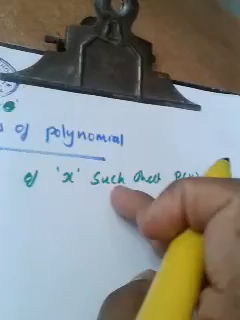 s of polynomial
of 'x' such that P(x)